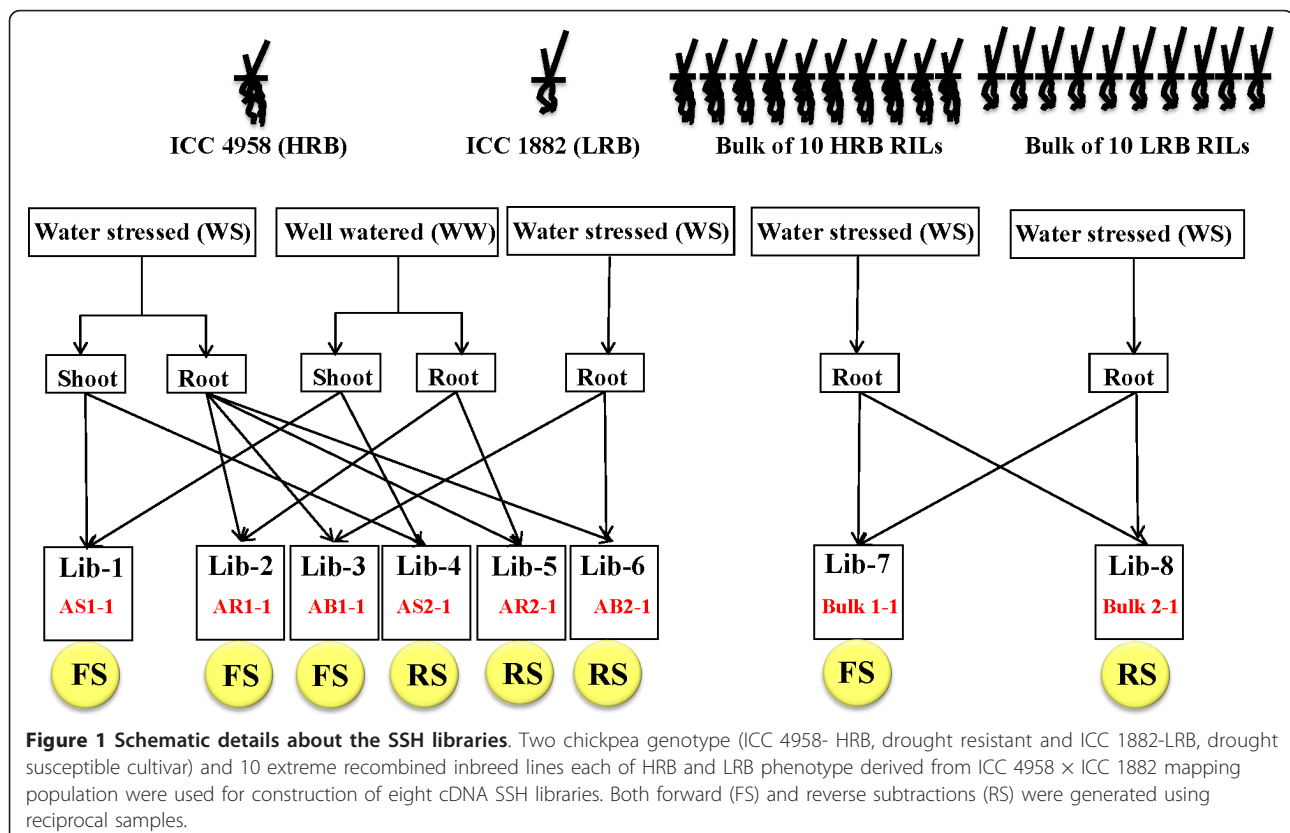 ICC 4958 (HRB) ICC 1882 (LRB) Bulk of 10 HRB RILs Bulk of 10 LRB RILs
Water stressed (WS) Well watered (WW) Water stressed (WS) Water stressed (WS) Water stressed (WS)
Shoot Root Shoot Root Root Root Root
Lib-1 Lib-2 Lib-3 Lib-4 Lib-5 Lib-6 Lib-7 Lib-8
AS1-1 AR1-1 AB1-1 AS2-1 AR2-1 AB2-1 Bulk 1-1 Bulk 2-1
FS FS FS RS RS RS FS RS
Figure 1 Schematic details about the SSH libraries. Two chickpea genotype (ICC 4958- HRB, drought resistant and ICC 1882-LRB, drought
susceptible cultivar) and 10 extreme recombined inbreed lines each of HRB and LRB phenotype derived from ICC 4958 × ICC 1882 mapping
population were used for construction of eight cDNA SSH libraries. Both forward (FS) and reverse subtractions (RS) were generated using
reciprocal samples.